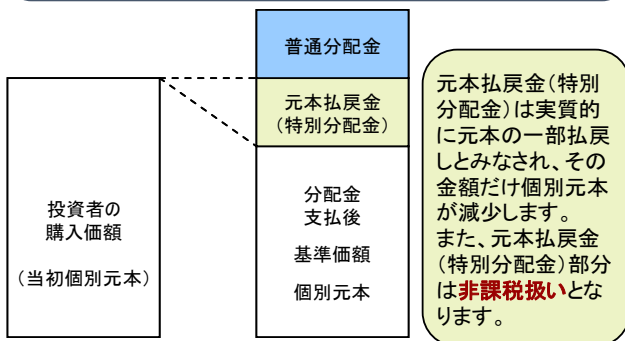 普通分配金
元本払戻金
(特別分配金)
投資者の
購入価額
(当初個別元本)
分配金
支払後
基準価額
個別元本
元本払戻金(特別
分配金)は実質的
に元本の一部払戻
しとみなされ、その
金額だけ個別元本
が減少します。
また、元本払戻金
(特別分配金)部分
は非課税扱いとな
ります。